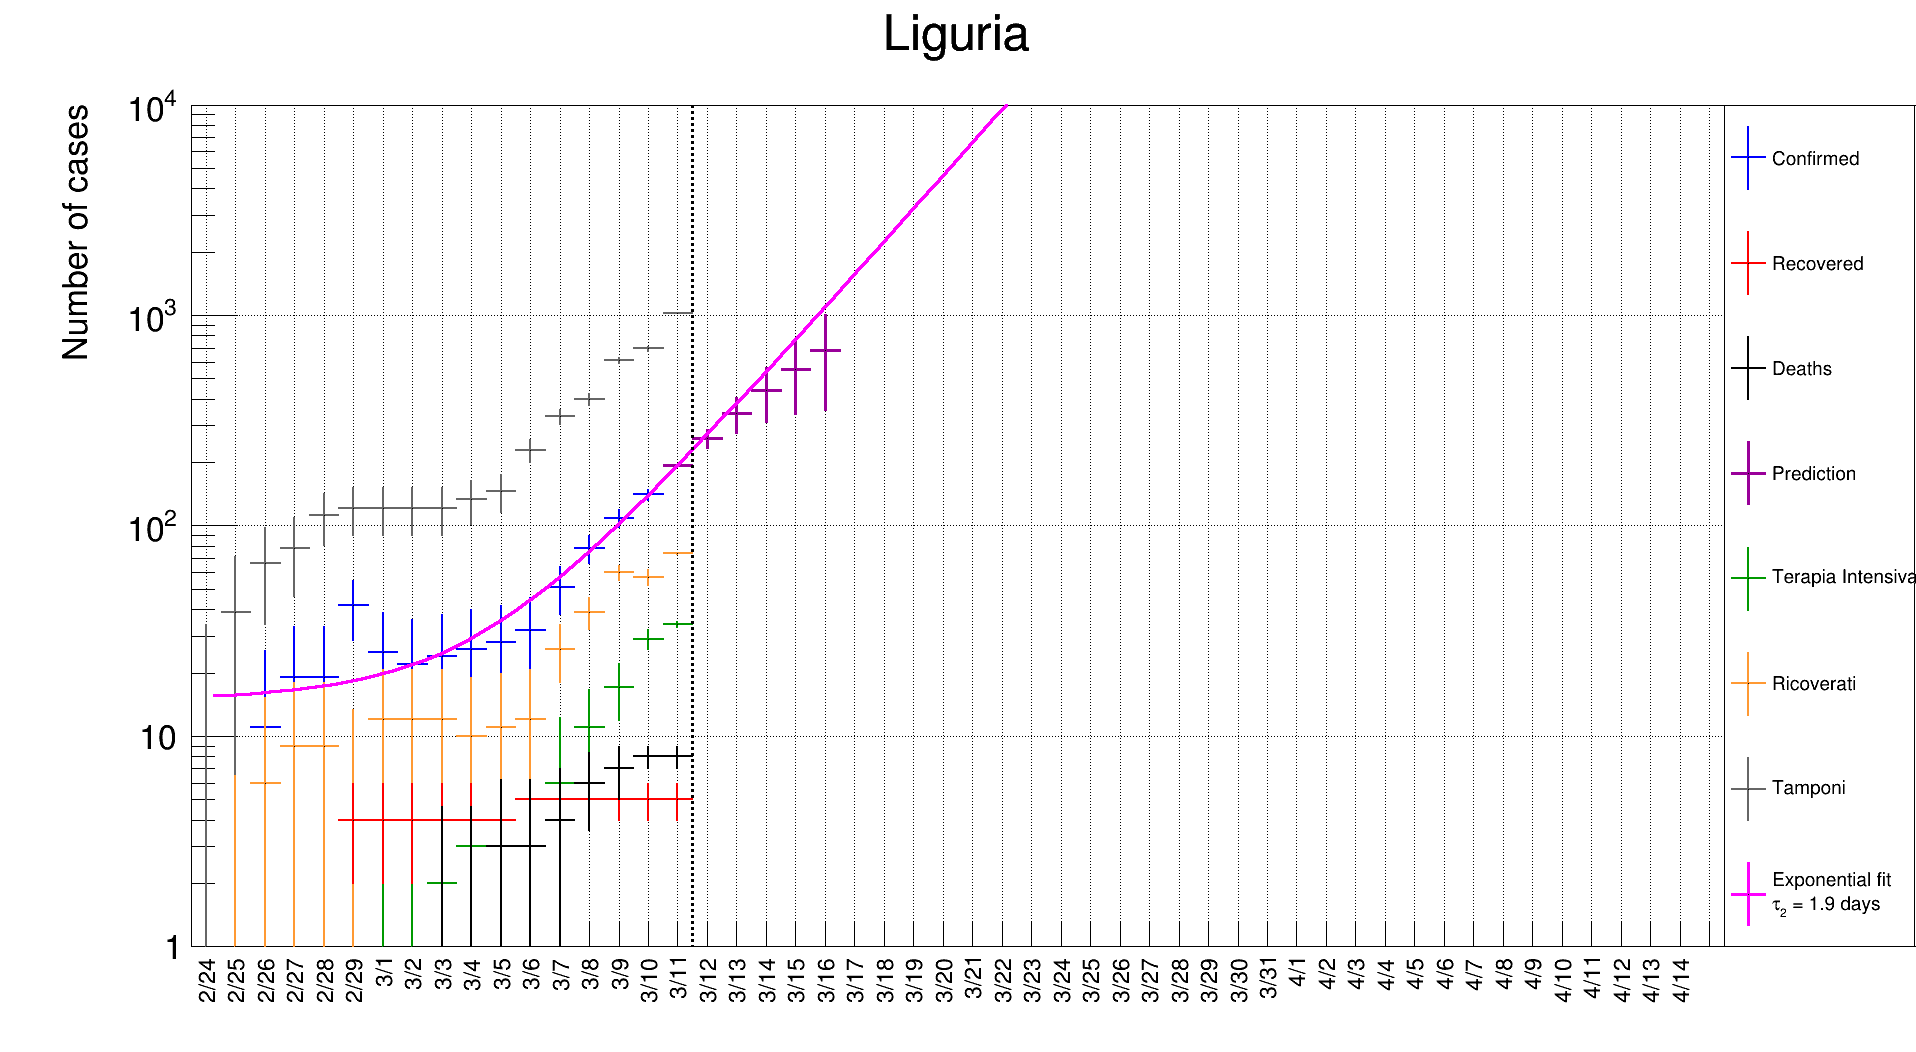 Liguria
Number of cases
10⁴
10³
10²
10
1
2/24 2/25 2/26 2/27 2/28 2/29 3/1 3/2 3/3 3/4 3/5 3/6 3/7 3/8 3/9 3/10 3/11 3/12 3/13 3/14 3/15 3/16 3/17 3/18 3/19 3/20 3/21 3/22 3/23 3/24 3/25 3/26 3/27 3/28 3/29 3/30 3/31 4/1 4/2 4/3 4/4 4/5 4/6 4/7 4/8 4/9 4/10 4/11 4/12 4/13 4/14
Confirmed
Recovered
Deaths
Prediction
Terapia Intensiva
Ricoverati
Tamponi
Exponential fit
τ₂ = 1.9 days